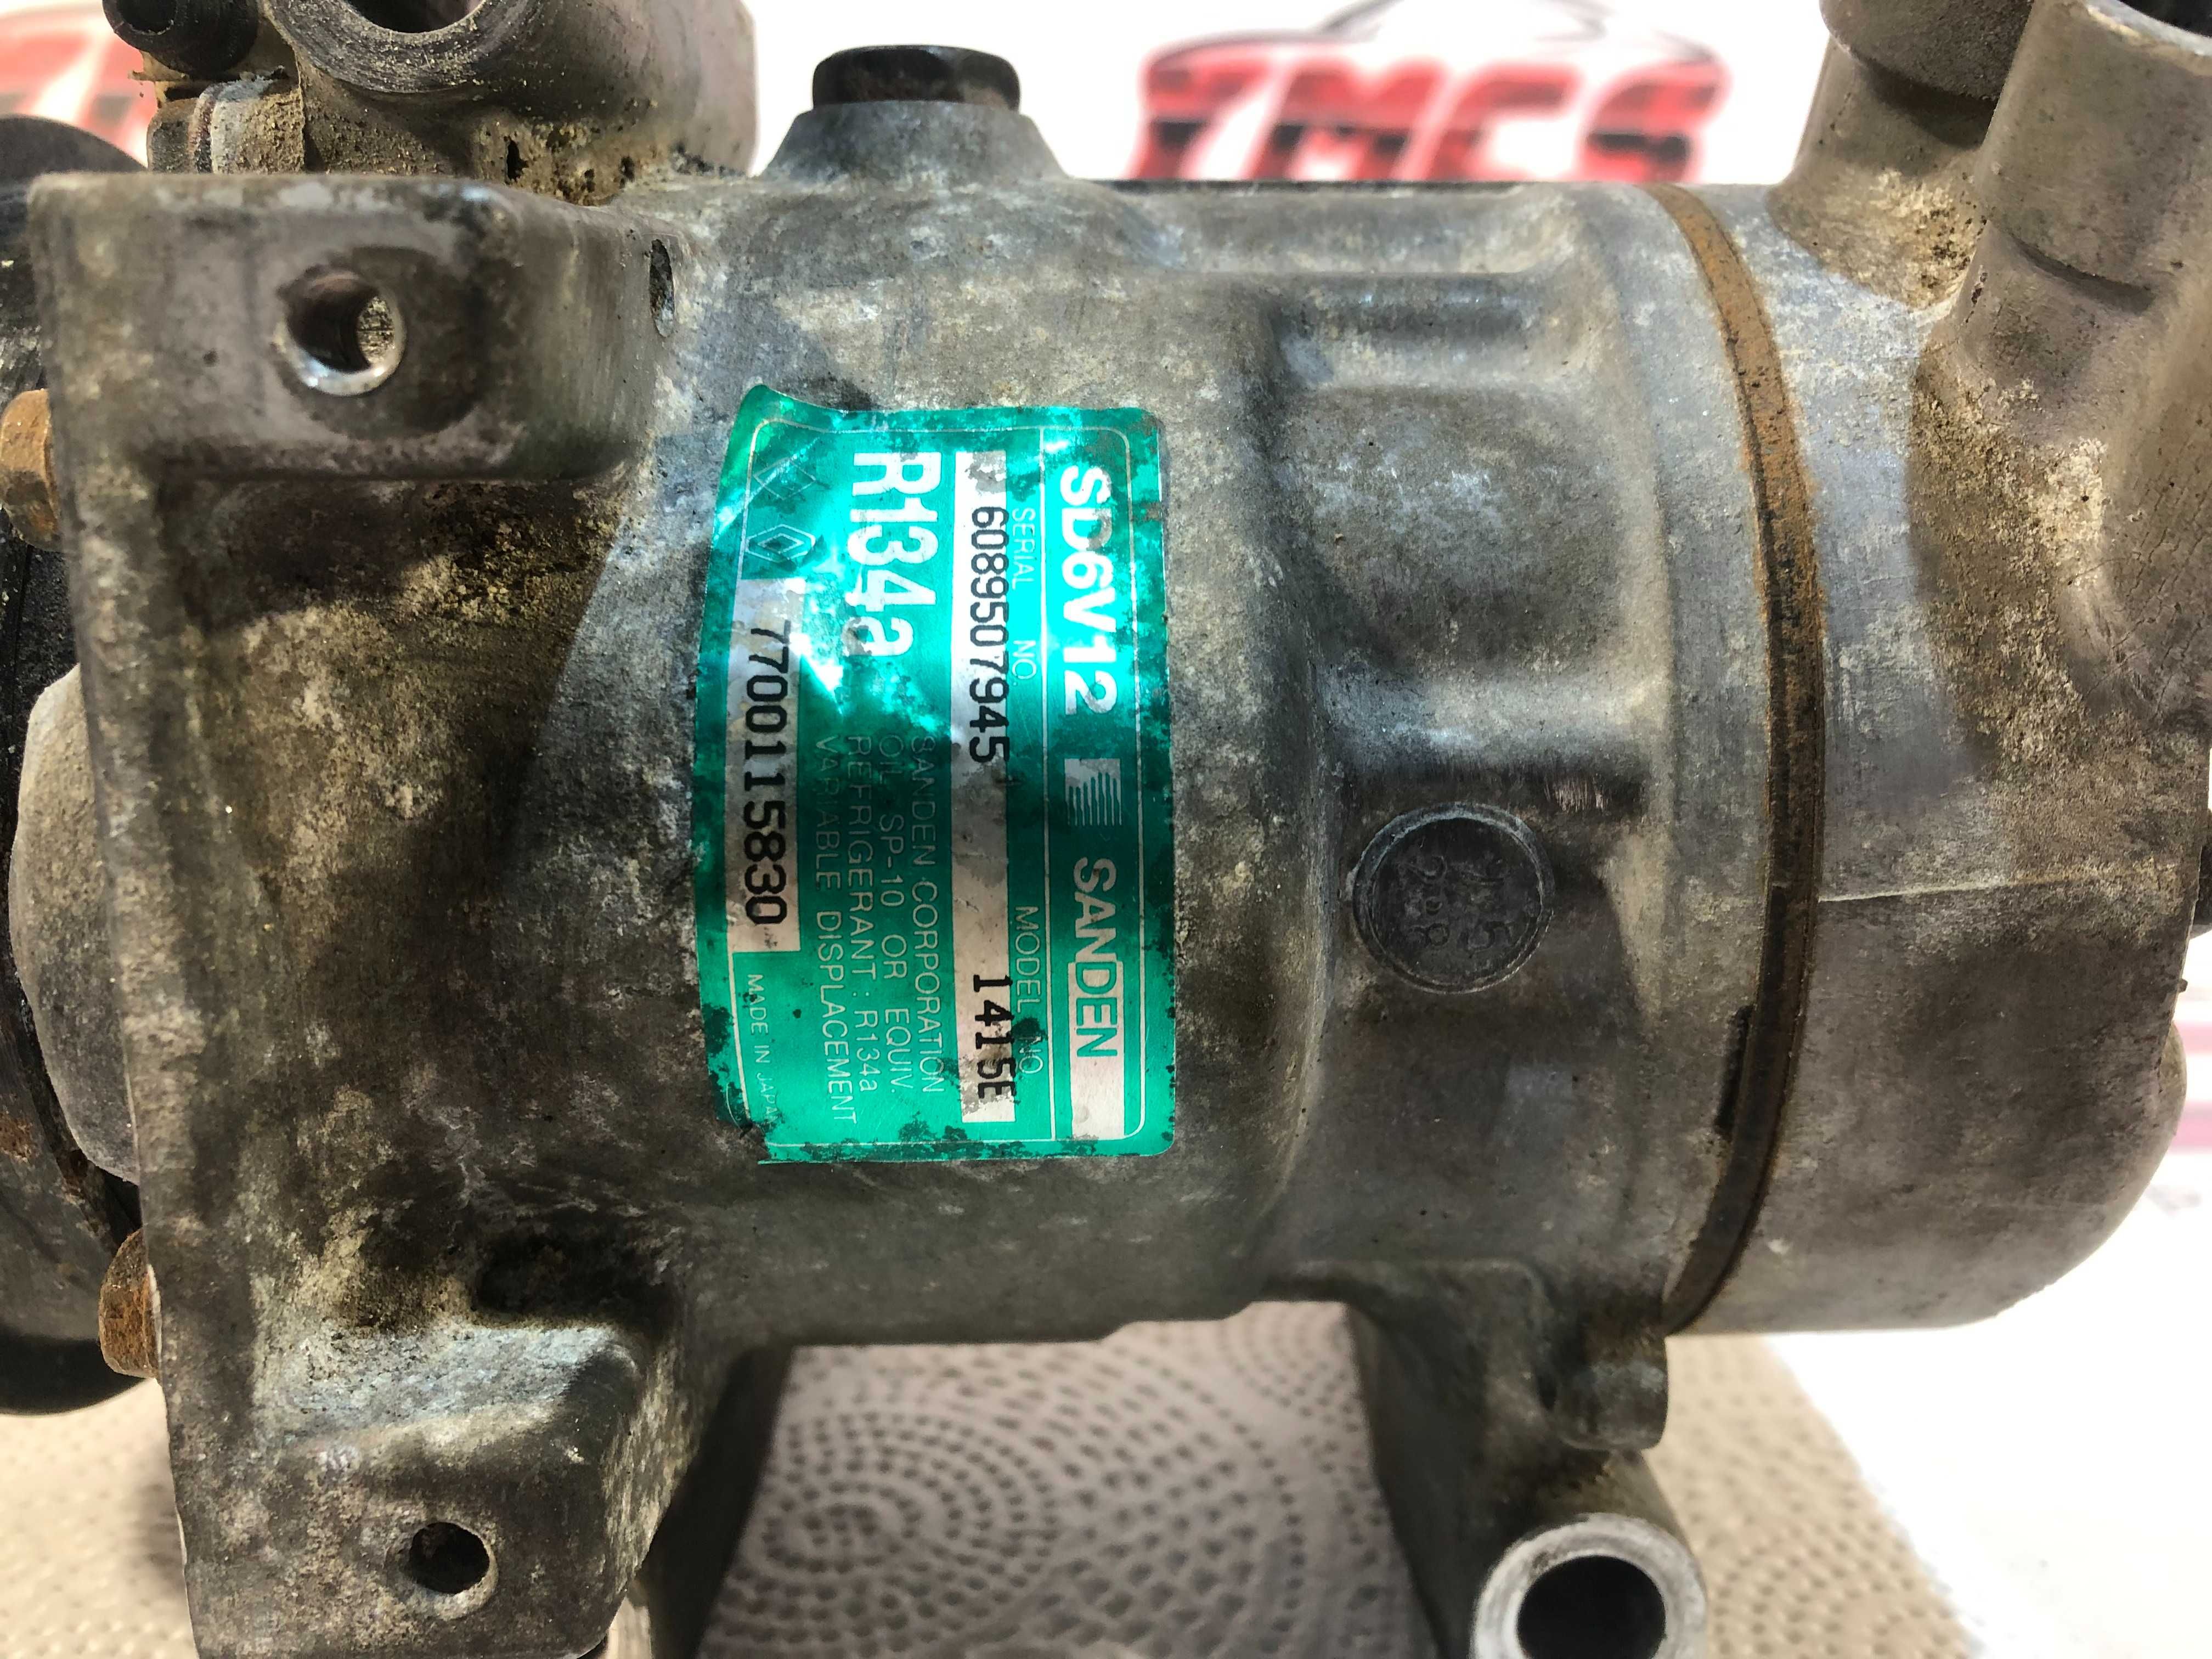 IMCS
SD6V12 SANDEN
SERIAL NO. MODEL NO.
6089507945 1415E
R134a
SANDEN CORPORATION
OIL : SP-10 OR EQUIV.
REFRIGERANT : R134a
VARIABLE DISPLACEMENT
7700115830
MADE IN JAPAN